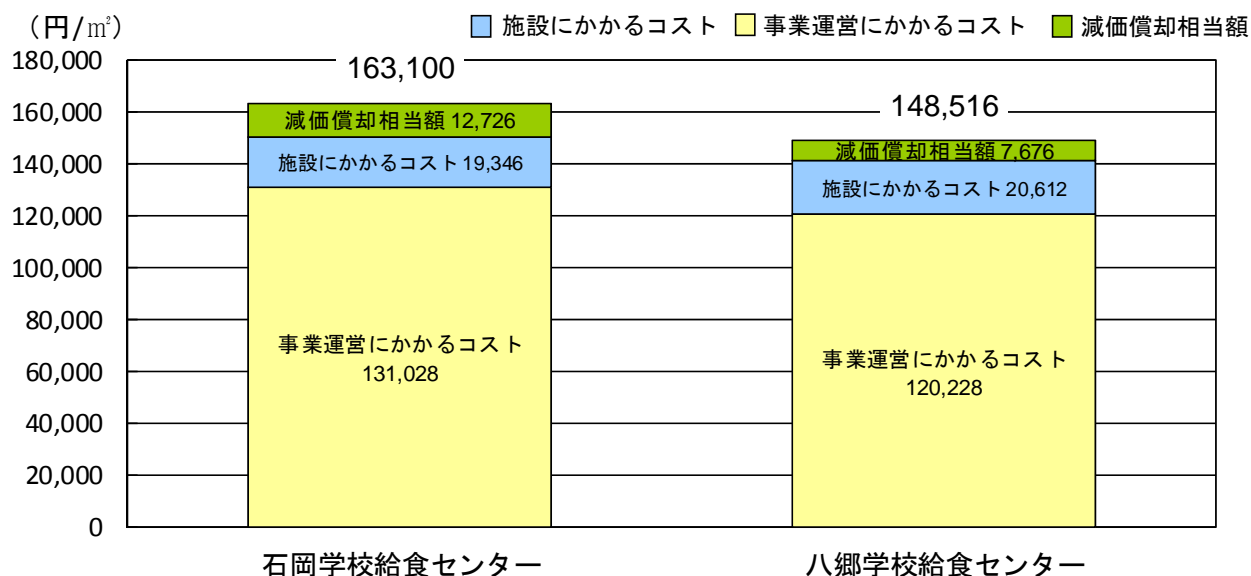 （円/㎡）
施設にかかるコスト 事業運営にかかるコスト 減価償却相当額
180,000
160,000
140,000
120,000
100,000
80,000
60,000
40,000
20,000
0
163,100
減価償却相当額 12,726
施設にかかるコスト 19,346
事業運営にかかるコスト
131,028
148,516
減価償却相当額 7,676
施設にかかるコスト 20,612
事業運営にかかるコスト
120,228
石岡学校給食センター 八郷学校給食センター